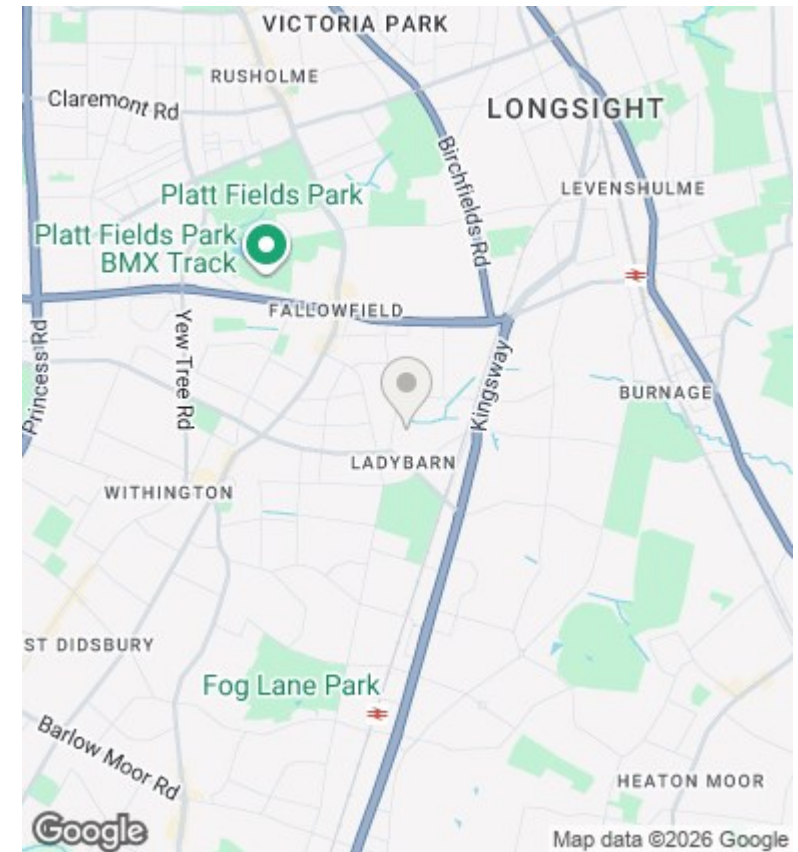 VICTORIA PARK
RUSHOLME
Claremont Rd
LONGSIGHT
Birchfields Rd
LEVENSHULME
Platt Fields Park
Platt Fields Park
BMX Track
FALLOWFIELD
Princess Rd
Yew Tree Rd
Kingsway
BURNAGE
LADYBARN
WITHINGTON
ST DIDSBURY
Fog Lane Park
Barlow Moor Rd
HEATON MOOR
Google
Map data ©2026 Google